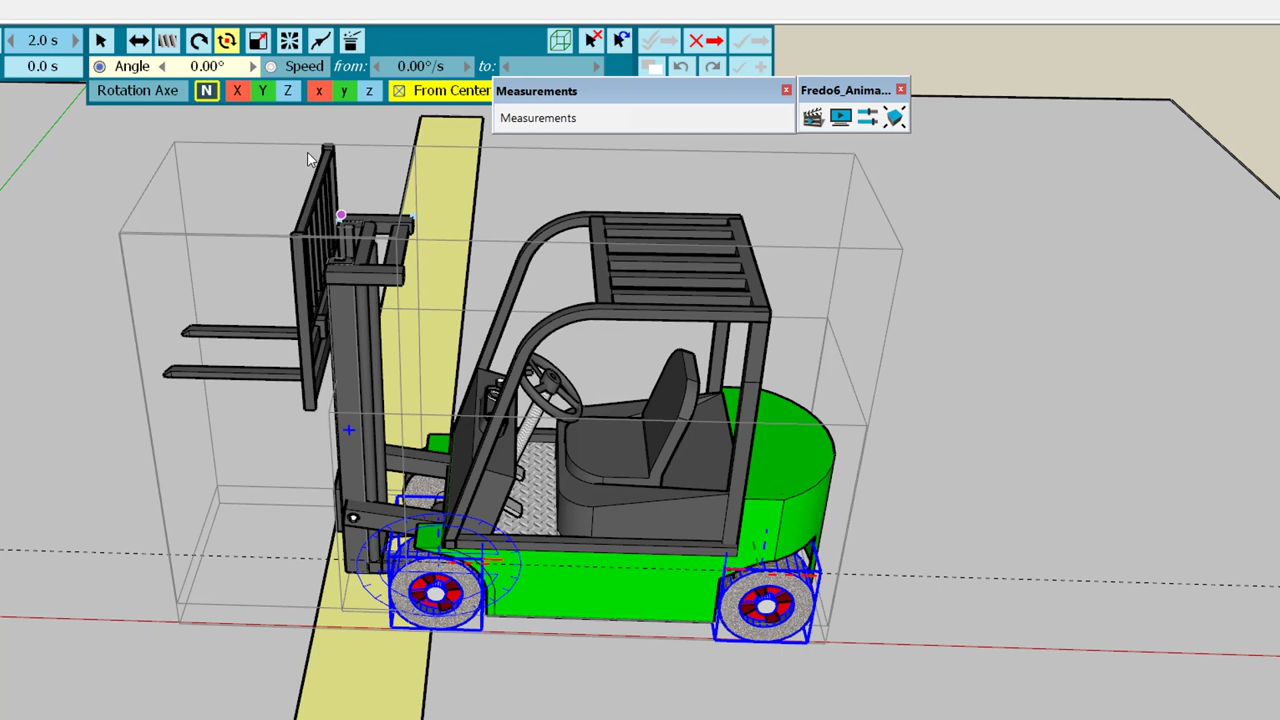 2.0 s
0.0 s Angle 0.00° Speed from: 0.00°/s to:
Rotation Axe N X Y Z x y z From Center
Measurements
Fredo6_Anima...
Measurements